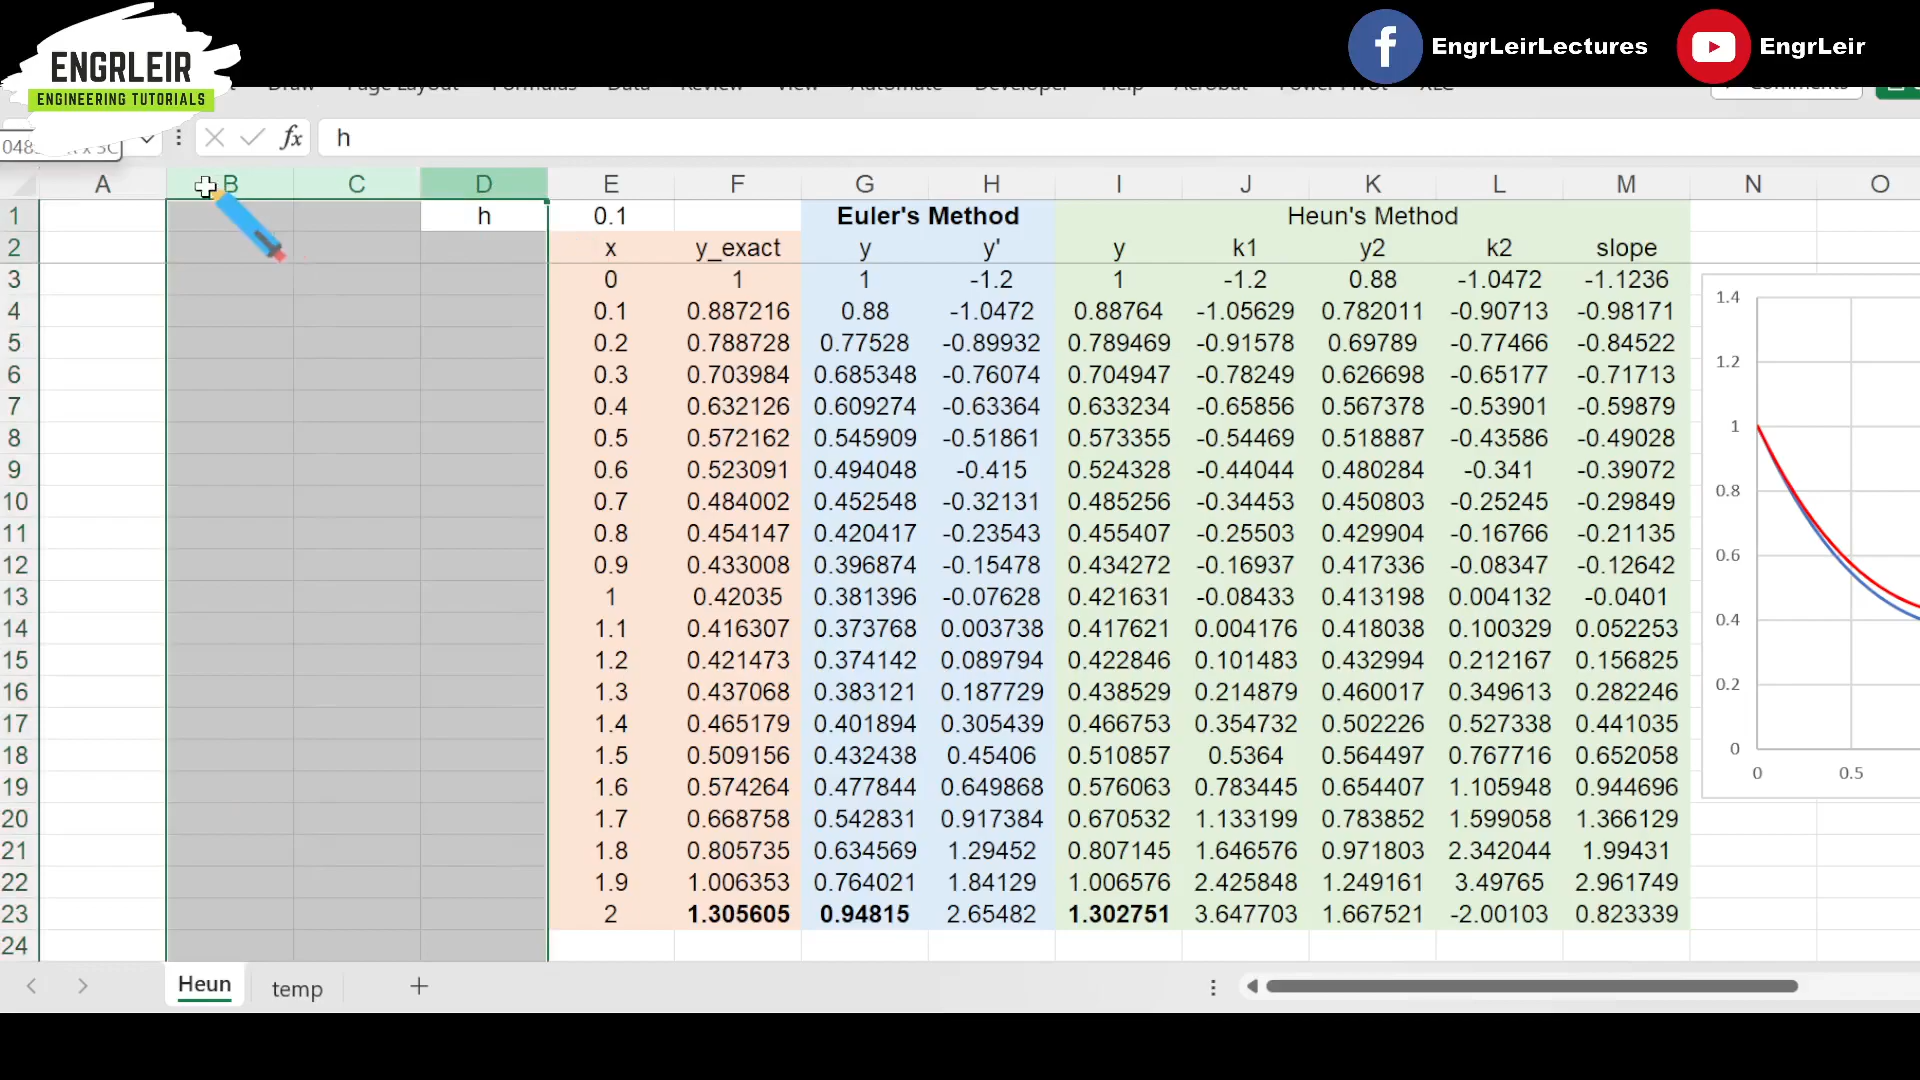 ENGRLEIR
ENGINEERING TUTORIALS
EngrLeirLectures
EngrLeir
Draw Page Layout Formulas Data Review View Automate Developer Help Acrobat Power Pivot XLE
Comments
fx h
A B C D E F G H I J K L M N O
1 h 0.1 Euler's Method Heun's Method
2 x y_exact y y' y k1 y2 k2 slope
3 0 1 1 -1.2 1 -1.2 0.88 -1.0472 -1.1236
4 0.1 0.887216 0.88 -1.0472 0.88764 -1.05629 0.782011 -0.90713 -0.98171
5 0.2 0.788728 0.77528 -0.89932 0.789469 -0.91578 0.69789 -0.77466 -0.84522
6 0.3 0.703984 0.685348 -0.76074 0.704947 -0.78249 0.626698 -0.65177 -0.71713
7 0.4 0.632126 0.609274 -0.63364 0.633234 -0.65856 0.567378 -0.53901 -0.59879
8 0.5 0.572162 0.545909 -0.51861 0.573355 -0.54469 0.518887 -0.43586 -0.49028
9 0.6 0.523091 0.494048 -0.415 0.524328 -0.44044 0.480284 -0.341 -0.39072
10 0.7 0.484002 0.452548 -0.32131 0.485256 -0.34453 0.450803 -0.25245 -0.29849
11 0.8 0.454147 0.420417 -0.23543 0.455407 -0.25503 0.429904 -0.16766 -0.21135
12 0.9 0.433008 0.396874 -0.15478 0.434272 -0.16937 0.417336 -0.08347 -0.12642
13 1 0.42035 0.381396 -0.07628 0.421631 -0.08433 0.413198 0.004132 -0.0401
14 1.1 0.416307 0.373768 0.003738 0.417621 0.004176 0.418038 0.100329 0.052253
15 1.2 0.421473 0.374142 0.089794 0.422846 0.101483 0.432994 0.212167 0.156825
16 1.3 0.437068 0.383121 0.187729 0.438529 0.214879 0.460017 0.349613 0.282246
17 1.4 0.465179 0.401894 0.305439 0.466753 0.354732 0.502226 0.527338 0.441035
18 1.5 0.509156 0.432438 0.45406 0.510857 0.5364 0.564497 0.767716 0.652058
19 1.6 0.574264 0.477844 0.649868 0.576063 0.783445 0.654407 1.105948 0.944696
20 1.7 0.668758 0.542831 0.917384 0.670532 1.133199 0.783852 1.599058 1.366129
21 1.8 0.805735 0.634569 1.29452 0.807145 1.646576 0.971803 2.342044 1.99431
22 1.9 1.006353 0.764021 1.84129 1.006576 2.425848 1.249161 3.49765 2.961749
23 2 1.305605 0.94815 2.65482 1.302751 3.647703 1.667521 -2.00103 0.823339
24
1.4
1.2
1
0.8
0.6
0.4
0.2
0
0 0.5
Heun temp